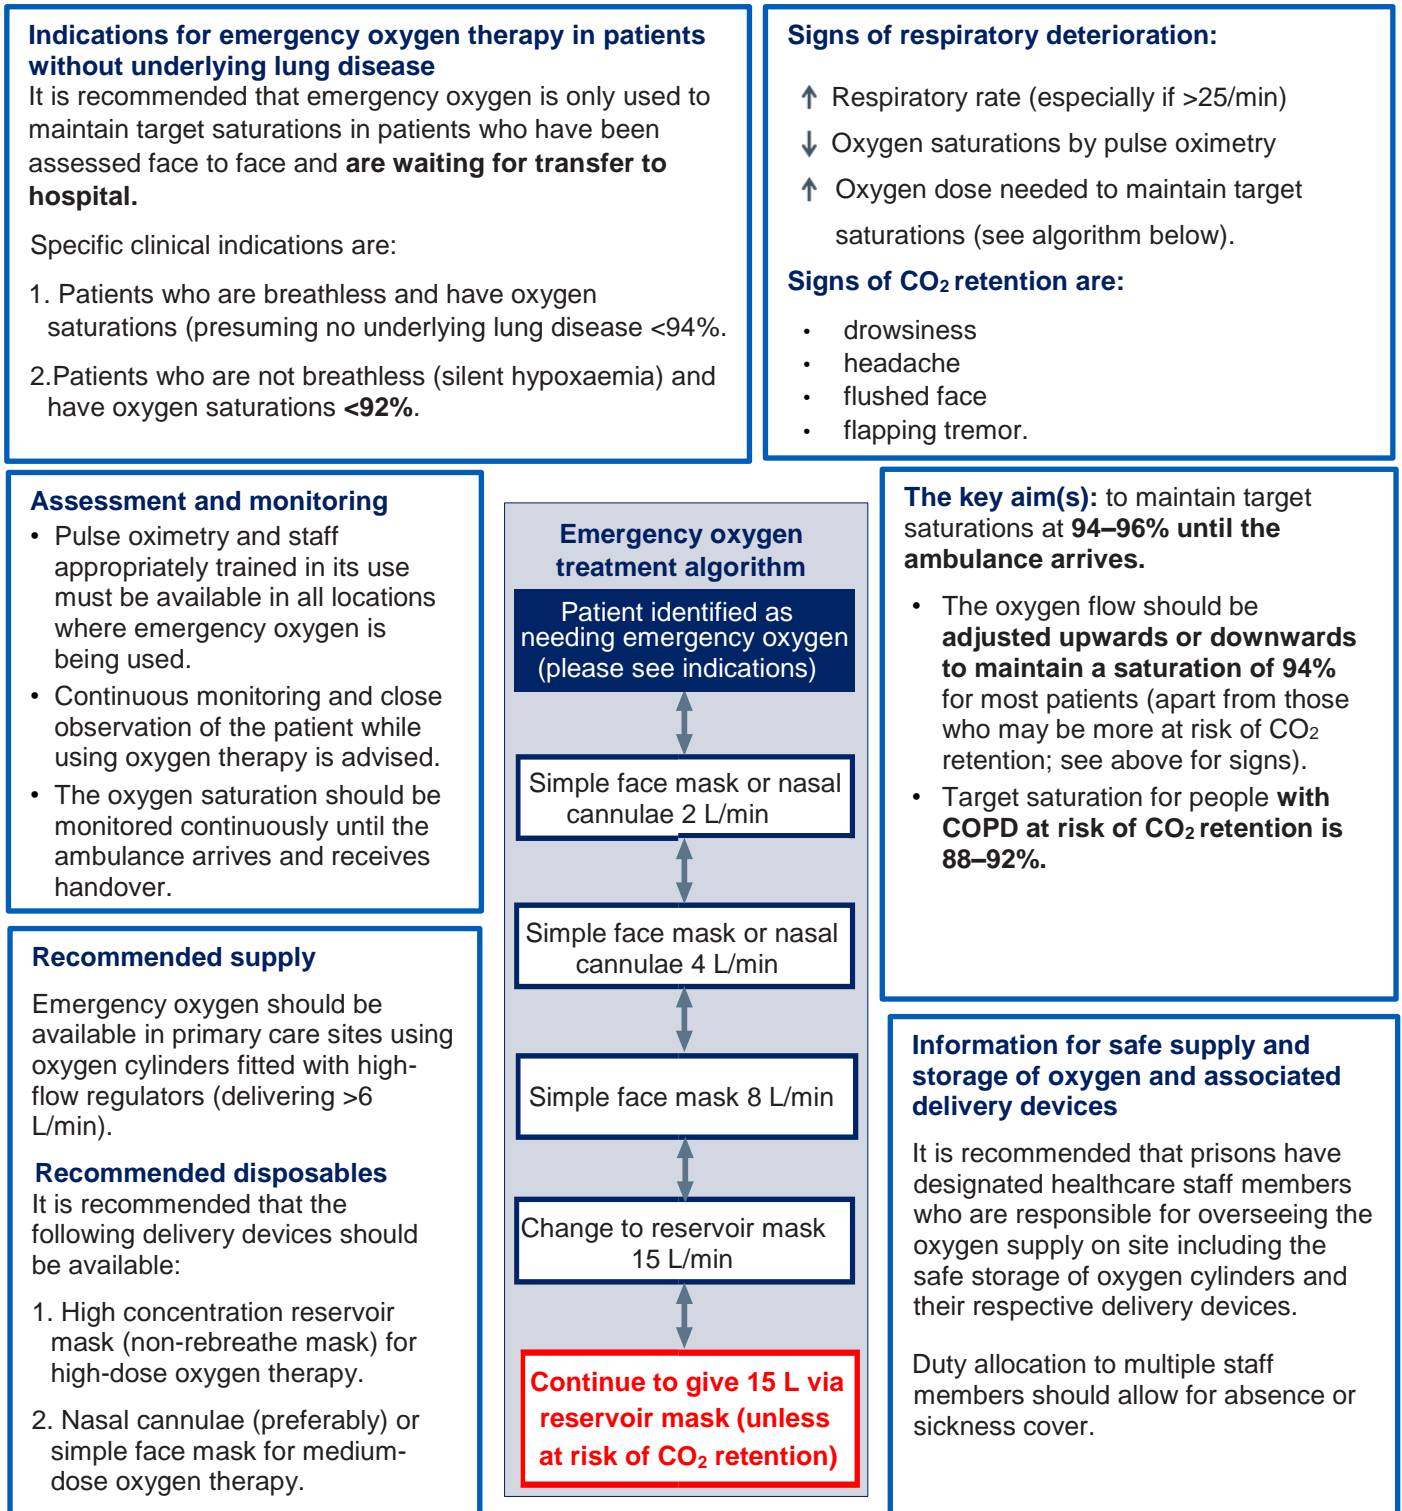 Indications for emergency oxygen therapy in patients
without underlying lung disease
It is recommended that emergency oxygen is only used to
maintain target saturations in patients who have been
assessed face to face and are waiting for transfer to
hospital.
Specific clinical indications are:
1. Patients who are breathless and have oxygen
saturations (presuming no underlying lung disease <94%.
2.Patients who are not breathless (silent hypoxaemia) and
have oxygen saturations <92%.
Signs of respiratory deterioration:
↑ Respiratory rate (especially if >25/min)
↓ Oxygen saturations by pulse oximetry
↑ Oxygen dose needed to maintain target
saturations (see algorithm below).
Signs of CO₂ retention are:
• drowsiness
• headache
• flushed face
• flapping tremor.
Assessment and monitoring
• Pulse oximetry and staff
appropriately trained in its use
must be available in all locations
where emergency oxygen is
being used.
• Continuous monitoring and close
observation of the patient while
using oxygen therapy is advised.
• The oxygen saturation should be
monitored continuously until the
ambulance arrives and receives
handover.
Recommended supply
Emergency oxygen should be
available in primary care sites using
oxygen cylinders fitted with high-
flow regulators (delivering >6
L/min).
Recommended disposables
It is recommended that the
following delivery devices should
be available:
1. High concentration reservoir
mask (non-rebreathe mask) for
high-dose oxygen therapy.
2. Nasal cannulae (preferably) or
simple face mask for medium-
dose oxygen therapy.
Emergency oxygen
treatment algorithm
Patient identified as
needing emergency oxygen
(please see indications)
Simple face mask or nasal
cannulae 2 L/min
Simple face mask or nasal
cannulae 4 L/min
Simple face mask 8 L/min
Change to reservoir mask
15 L/min
Continue to give 15 L via
reservoir mask (unless
at risk of CO₂ retention)
The key aim(s): to maintain target
saturations at 94–96% until the
ambulance arrives.
• The oxygen flow should be
adjusted upwards or downwards
to maintain a saturation of 94%
for most patients (apart from those
who may be more at risk of CO₂
retention; see above for signs).
• Target saturation for people with
COPD at risk of CO₂ retention is
88–92%.
Information for safe supply and
storage of oxygen and associated
delivery devices
It is recommended that prisons have
designated healthcare staff members
who are responsible for overseeing the
oxygen supply on site including the
safe storage of oxygen cylinders and
their respective delivery devices.
Duty allocation to multiple staff
members should allow for absence or
sickness cover.